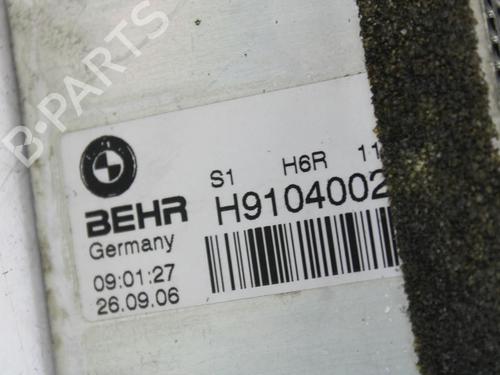 B-PARTS
S1 H6R 11
BEHR H9104002
Germany
09:01:27
26.09.06